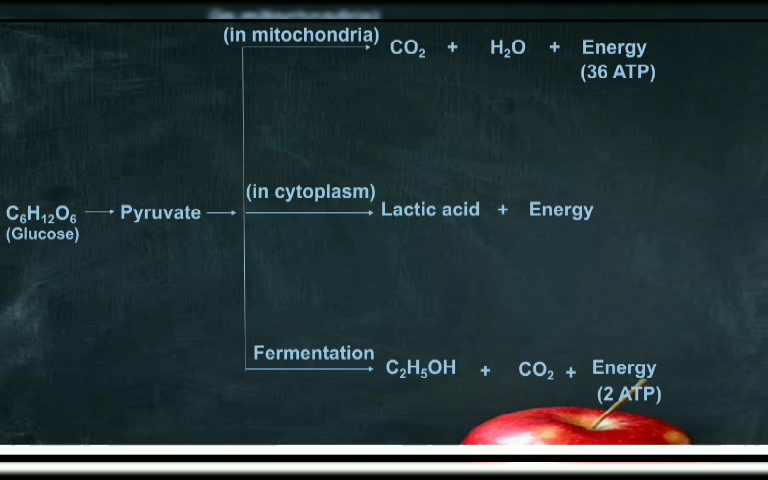 (in mitochondria)
CO₂ + H₂O + Energy
(36 ATP)
(in cytoplasm)
C₆H₁₂O₆ Pyruvate Lactic acid + Energy
(Glucose)
Fermentation
C₂H₅OH + CO₂ + Energy
(2 ATP)